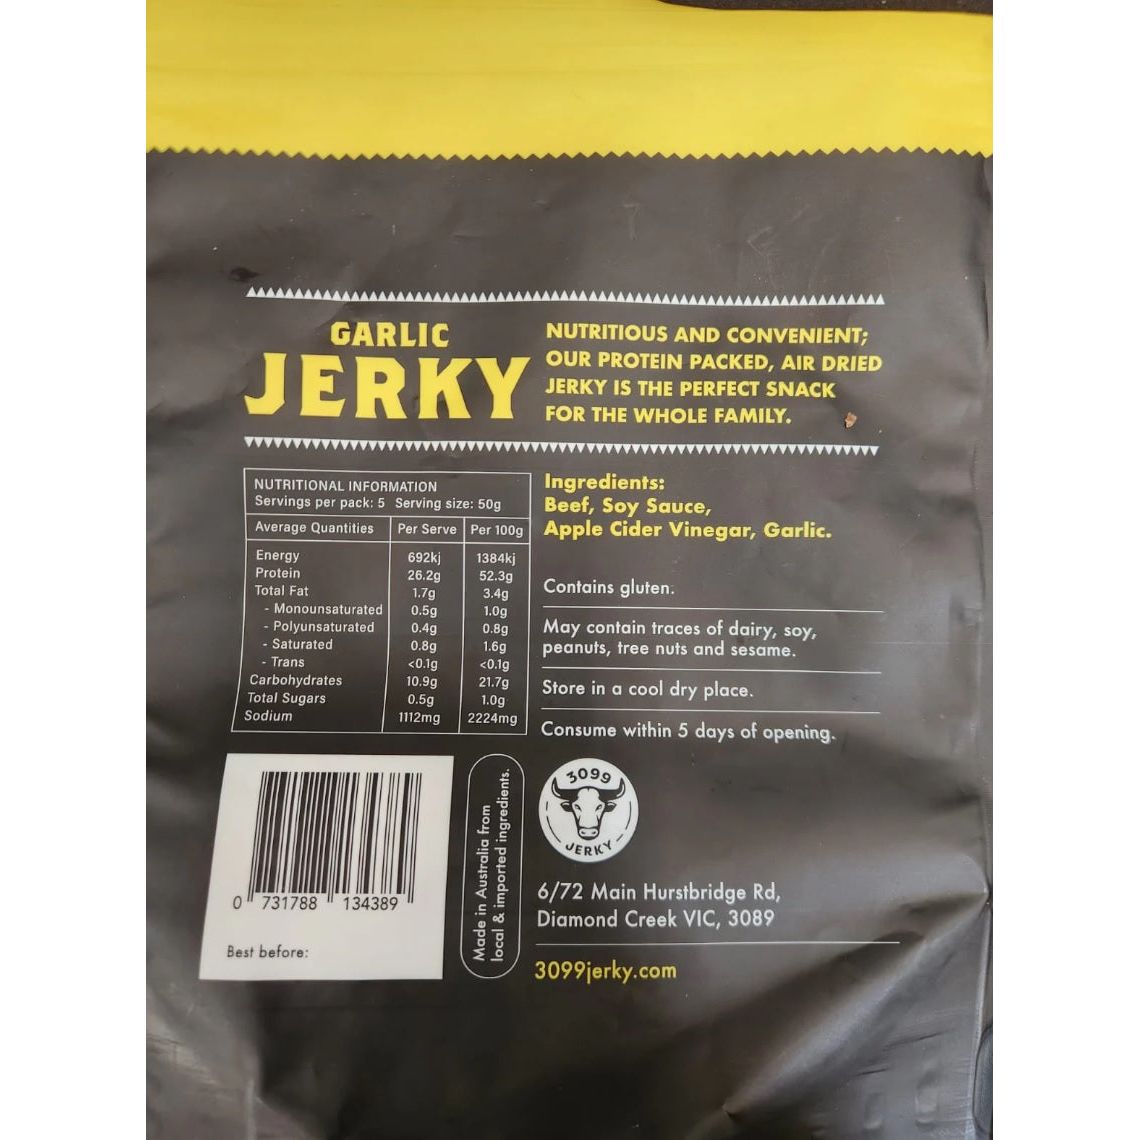 GARLIC
JERKY
NUTRITIOUS AND CONVENIENT;
OUR PROTEIN PACKED, AIR DRIED
JERKY IS THE PERFECT SNACK
FOR THE WHOLE FAMILY.
NUTRITIONAL INFORMATION
Servings per pack: 5 Serving size: 50g
Average Quantities Per Serve Per 100g
Energy 692kj 1384kj
Protein 26.2g 52.3g
Total Fat 1.7g 3.4g
- Monounsaturated 0.5g 1.0g
- Polyunsaturated 0.4g 0.8g
- Saturated 0.8g 1.6g
- Trans <0.1g <0.1g
Carbohydrates 10.9g 21.7g
Total Sugars 0.5g 1.0g
Sodium 1112mg 2224mg
Ingredients:
Beef, Soy Sauce,
Apple Cider Vinegar, Garlic.
Contains gluten.
May contain traces of dairy, soy,
peanuts, tree nuts and sesame.
Store in a cool dry place.
Consume within 5 days of opening.
0 731788 134389
Best before:
Made in Australia from
local & imported ingredients.
3099
JERKY
6/72 Main Hurstbridge Rd,
Diamond Creek VIC, 3089
3099jerky.com